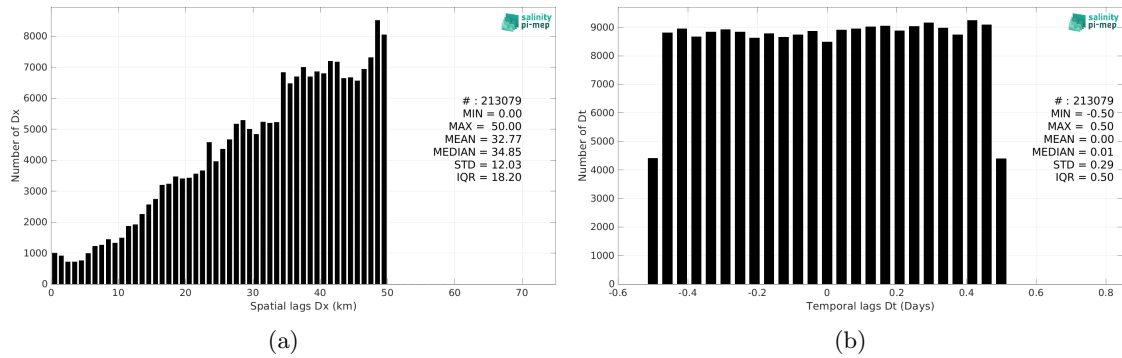 salinity
pi-mep
Number of Dx
8000
7000
6000
5000
4000
3000
2000
1000
0
# : 213079
MIN = 0.00
MAX = 50.00
MEAN = 32.77
MEDIAN = 34.85
STD = 12.03
IQR = 18.20
0 10 20 30 40 50 60 70
Spatial lags Dx (km)
(a)
salinity
pi-mep
Number of Dt
9000
8000
7000
6000
5000
4000
3000
2000
1000
0
# : 213079
MIN = -0.50
MAX = 0.50
MEAN = 0.00
MEDIAN = 0.01
STD = 0.29
IQR = 0.50
-0.6 -0.4 -0.2 0 0.2 0.4 0.6 0.8
Temporal lags Dt (Days)
(b)